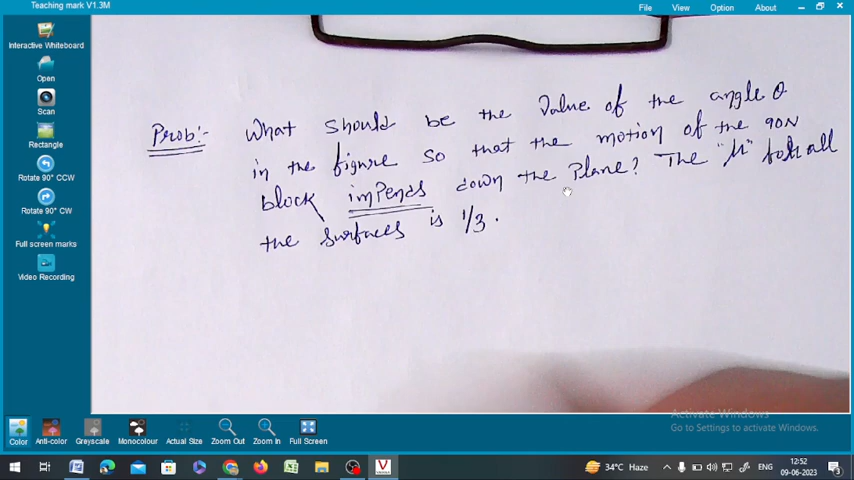 Teaching mark V1.3M
File View Option About
Interactive Whiteboard
Open
Scan
Rectangle
Rotate 90° CCW
Rotate 90° CW
Full screen marks
Video Recording
Prob:- What should be the value of the angle θ
in the figure so that the motion of the 90N
block impends down the Plane? The "μ" for all
the surfaces is 1/3.
Activate Windows
Go to Settings to activate Windows.
Color Anti-color Greyscale Monocolour Actual Size Zoom Out Zoom In Full Screen
34°C Haze ENG 12:52
09-06-2023